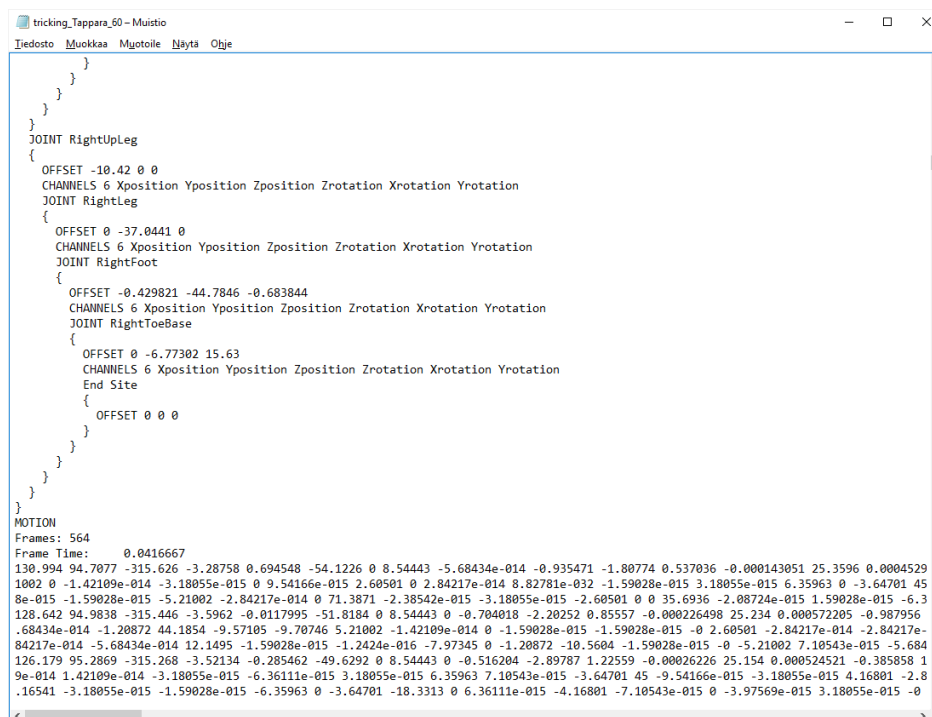 tricking_Tappara_60 – Muistio
Tiedosto Muokkaa Muotoile Näytä Ohje
}
}
}
}
}
JOINT RightUpLeg
{
OFFSET -10.42 0 0
CHANNELS 6 Xposition Yposition Zposition Zrotation Xrotation Yrotation
JOINT RightLeg
{
OFFSET 0 -37.0441 0
CHANNELS 6 Xposition Yposition Zposition Zrotation Xrotation Yrotation
JOINT RightFoot
{
OFFSET -0.429821 -44.7846 -0.683844
CHANNELS 6 Xposition Yposition Zposition Zrotation Xrotation Yrotation
JOINT RightToeBase
{
OFFSET 0 -6.77302 15.63
CHANNELS 6 Xposition Yposition Zposition Zrotation Xrotation Yrotation
End Site
{
OFFSET 0 0 0
}
}
}
}
}
}
MOTION
Frames: 564
Frame Time: 0.0416667
130.994 94.7077 -315.626 -3.28758 0.694548 -54.1226 0 8.54443 -5.68434e-014 -0.935471 -1.80774 0.537036 -0.000143051 25.3596 0.0004529
1002 0 -1.42109e-014 -3.18055e-015 0 9.54166e-015 2.60501 0 2.84217e-014 8.82781e-032 -1.59028e-015 3.18055e-015 6.35963 0 -3.64701 45
8e-015 -1.59028e-015 -5.21002 -2.84217e-014 0 71.3871 -2.38542e-015 -3.18055e-015 -2.60501 0 0 35.6936 -2.08724e-015 1.59028e-015 -6.3
128.642 94.9838 -315.446 -3.5962 -0.0117995 -51.8184 0 8.54443 0 -0.704018 -2.20252 0.85557 -0.000226498 25.234 0.000572205 -0.987956
.68434e-014 -1.20872 44.1854 -9.57105 -9.70746 5.21002 -1.42109e-014 0 -1.59028e-015 -1.59028e-015 -0 2.60501 -2.84217e-014 -2.84217e-
84217e-014 -5.68434e-014 12.1495 -1.59028e-015 -1.2424e-016 -7.97345 0 -1.20872 -10.5604 -1.59028e-015 -0 -5.21002 7.10543e-015 -5.684
126.179 95.2869 -315.268 -3.52134 -0.285462 -49.6292 0 8.54443 0 -0.516204 -2.89787 1.22559 -0.00026226 25.154 0.000524521 -0.385858 1
9e-014 1.42109e-014 -3.18055e-015 -6.36111e-015 3.18055e-015 6.35963 7.10543e-015 -3.64701 45 -9.54166e-015 -3.18055e-015 4.16801 -2.8
.16541 -3.18055e-015 -1.59028e-015 -6.35963 0 -3.64701 -18.3313 0 6.36111e-015 -4.16801 -7.10543e-015 0 -3.97569e-015 3.18055e-015 -0